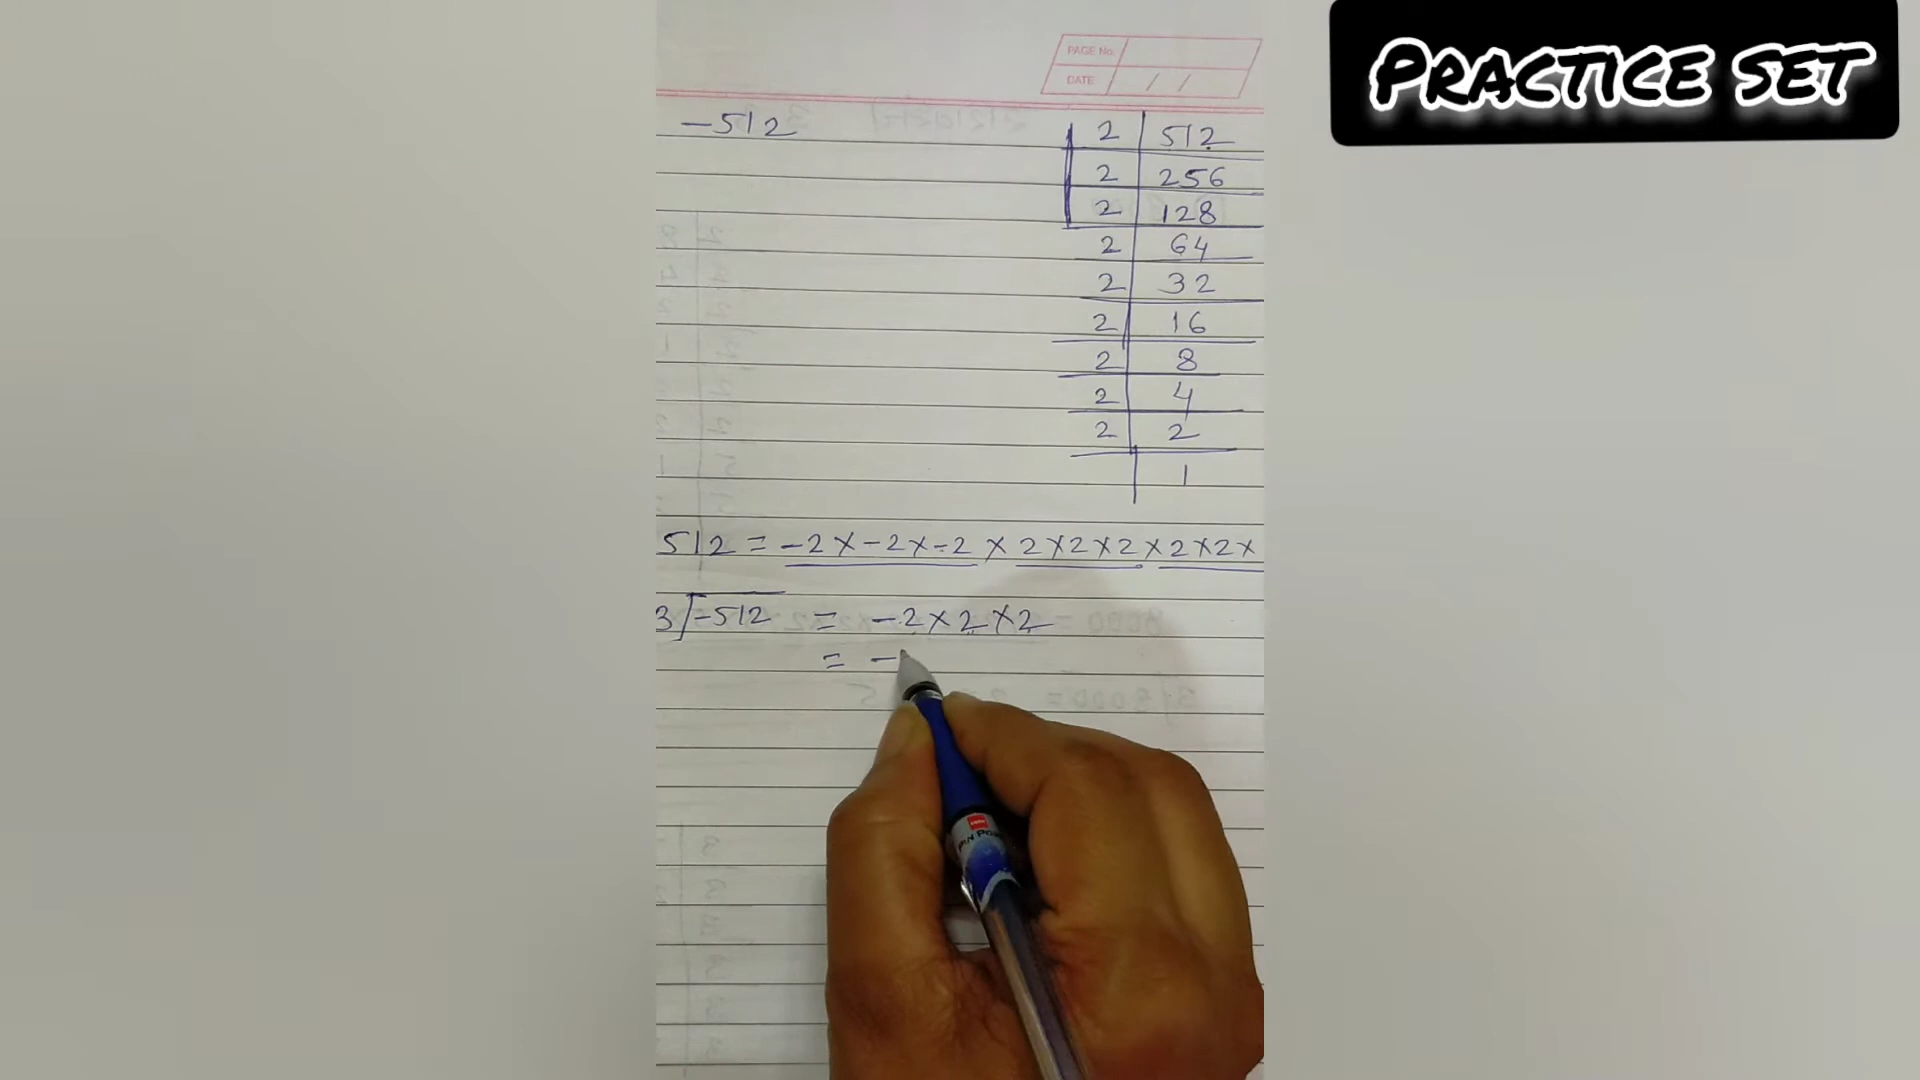 PRACTICE SET
PAGE No.
DATE / /
-512
2 | 512
2 | 256
2 | 128
2 | 64
2 | 32
2 | 16
2 | 8
2 | 4
2 | 2
1
512 = -2 × -2 × -2 × 2 × 2 × 2 × 2 × 2 ×
3√-512 = -2 × 2 × 2
= -